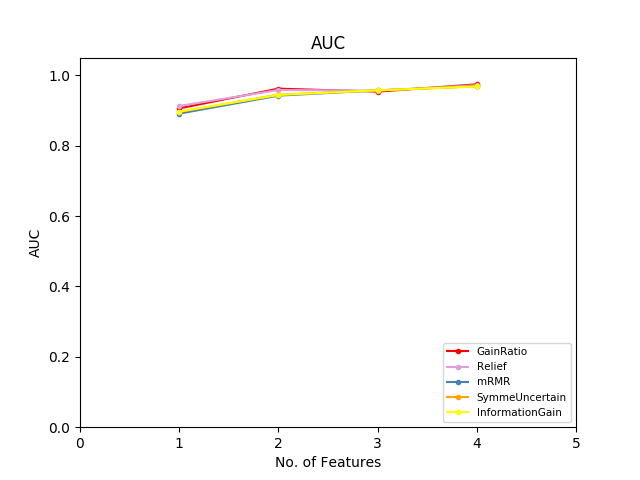 AUC
1.0
0.8
0.6
0.4
0.2
0.0
AUC
0 1 2 3 4 5
No. of Features
GainRatio
Relief
mRMR
SymmeUncertain
InformationGain